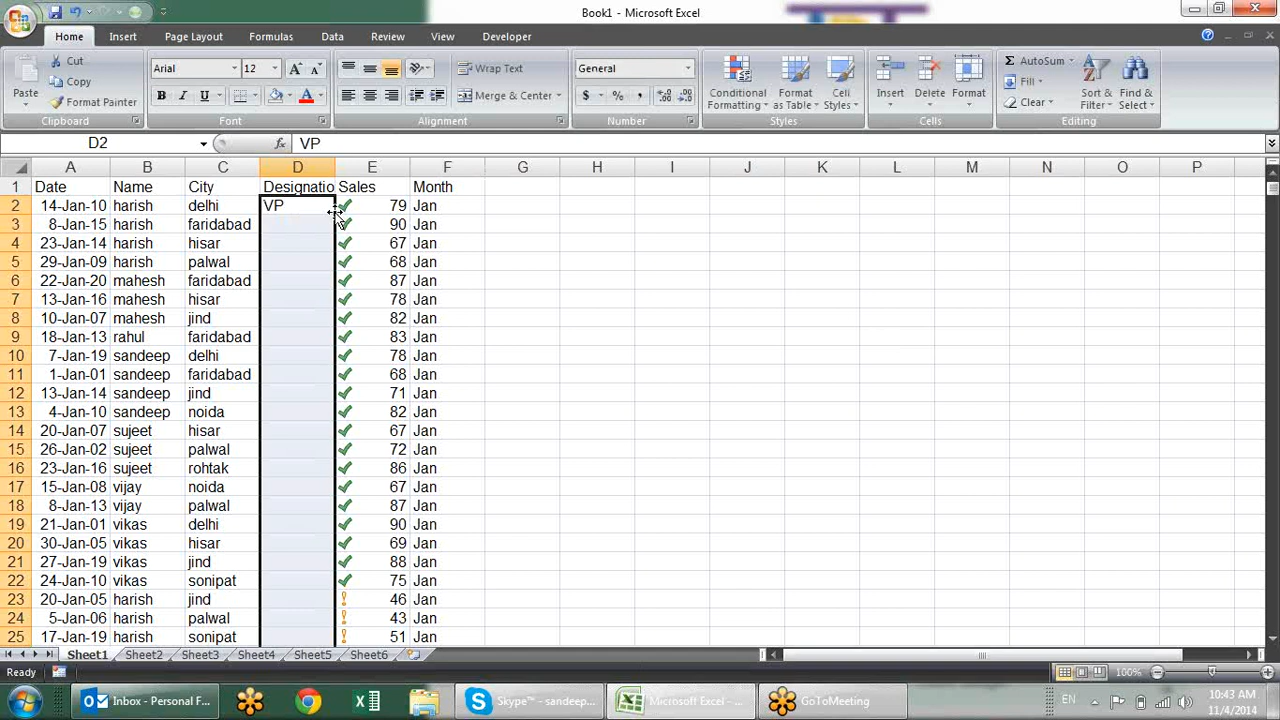 Book1 - Microsoft Excel
Home Insert Page Layout Formulas Data Review View Developer
Paste Cut Copy Format Painter Clipboard
Arial 12 A A B I U A Font
Wrap Text Merge & Center Alignment
General $ % , Number
Conditional Formatting Format as Table Cell Styles Styles
Insert Delete Format Cells
Σ AutoSum Fill Clear Sort & Filter Find & Select Editing
D2 fx VP
A B C D E F G H I J K L M N O P
1 Date Name City Designatio Sales Month
2 14-Jan-10 harish delhi VP 79 Jan
3 8-Jan-15 harish faridabad 90 Jan
4 23-Jan-14 harish hisar 67 Jan
5 29-Jan-09 harish palwal 68 Jan
6 22-Jan-20 mahesh faridabad 87 Jan
7 13-Jan-16 mahesh hisar 78 Jan
8 10-Jan-07 mahesh jind 82 Jan
9 18-Jan-13 rahul faridabad 83 Jan
10 7-Jan-19 sandeep delhi 78 Jan
11 1-Jan-01 sandeep faridabad 68 Jan
12 13-Jan-14 sandeep jind 71 Jan
13 4-Jan-10 sandeep noida 82 Jan
14 20-Jan-07 sujeet hisar 67 Jan
15 26-Jan-02 sujeet palwal 72 Jan
16 23-Jan-16 sujeet rohtak 86 Jan
17 15-Jan-08 vijay noida 67 Jan
18 8-Jan-13 vijay palwal 87 Jan
19 21-Jan-01 vikas delhi 90 Jan
20 30-Jan-05 vikas hisar 69 Jan
21 27-Jan-19 vikas jind 88 Jan
22 24-Jan-10 vikas sonipat 75 Jan
23 20-Jan-05 harish jind 46 Jan
24 5-Jan-06 harish palwal 43 Jan
25 17-Jan-19 harish sonipat 51 Jan
Sheet1 Sheet2 Sheet3 Sheet4 Sheet5 Sheet6
Ready 100%
Inbox - Personal F... Skype™ - sandeep... Microsoft Excel - ... GoToMeeting EN 10:43 AM
11/4/2014